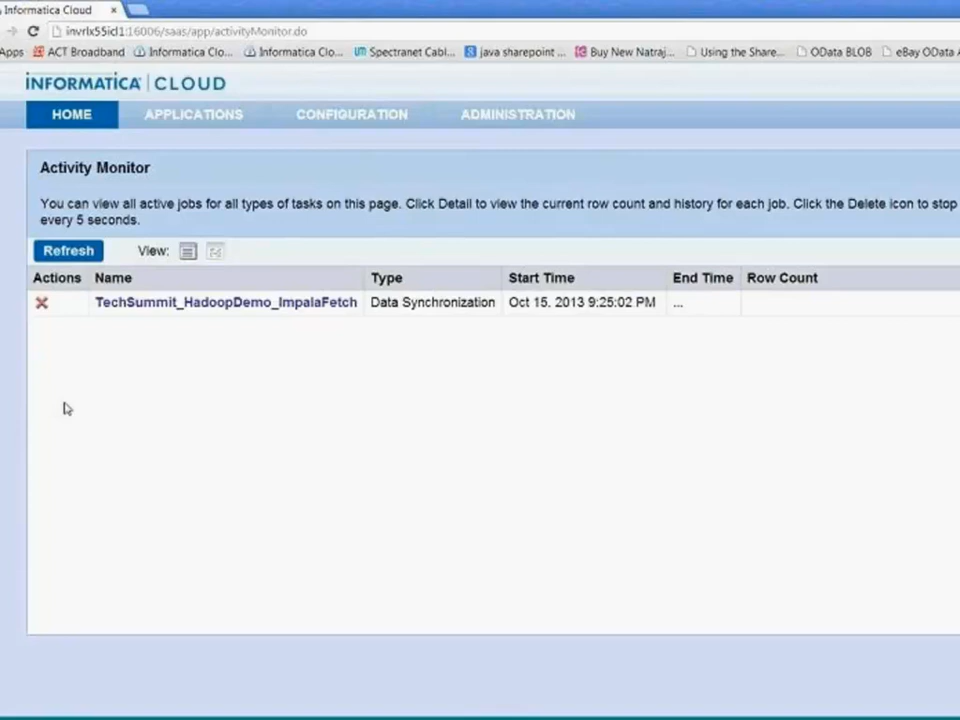 Informatica Cloud ×
invrlx55icl1:16006/saas/app/activityMonitor.do
Apps ACT Broadband Informatica Clo... Informatica Clo... Spectranet Cabl... java sharepoint ... Buy New Natraj... Using the Share... OData BLOB eBay OData
INFORMATICA CLOUD
HOME APPLICATIONS CONFIGURATION ADMINISTRATION
Activity Monitor
You can view all active jobs for all types of tasks on this page. Click Detail to view the current row count and history for each job. Click the Delete icon to stop
every 5 seconds.
Refresh View:
Actions Name Type Start Time End Time Row Count
TechSummit_HadoopDemo_ImpalaFetch Data Synchronization Oct 15, 2013 9:25:02 PM ...